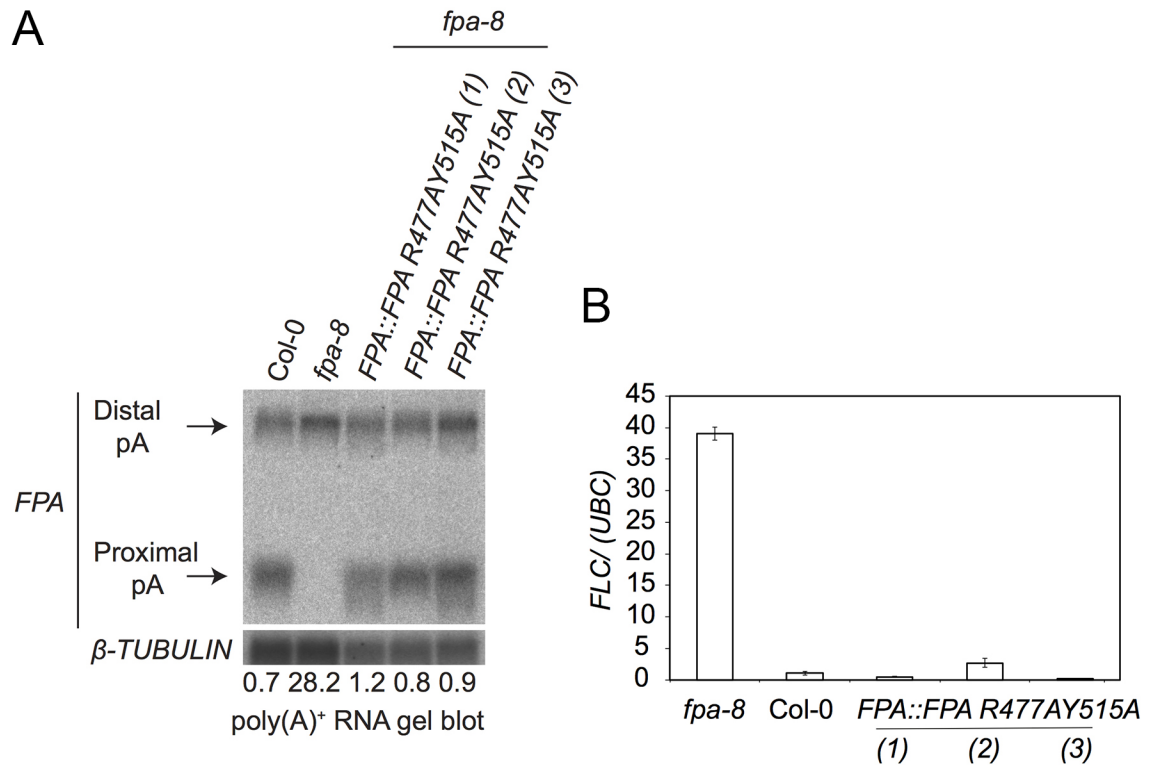 A
fpa-8
FPA::FPA R477AY515A (1)
FPA::FPA R477AY515A (2)
FPA::FPA R477AY515A (3)
Col-0
fpa-8
Distal
pA
FPA
Proximal
pA
β-TUBULIN
0.7 28.2 1.2 0.8 0.9
poly(A)+ RNA gel blot
B
FLC/ (UBC)
45
40
35
30
25
20
15
10
5
0
fpa-8 Col-0 FPA::FPA R477AY515A
(1) (2) (3)